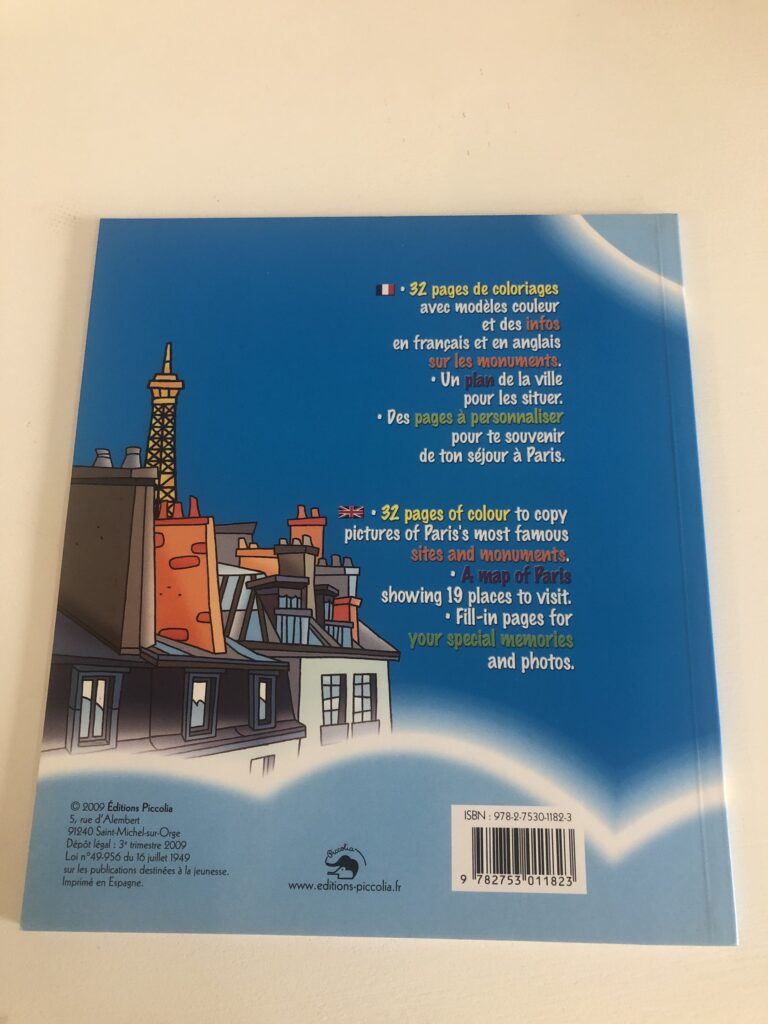 • 32 pages de coloriages
avec modèles couleur
et des infos
en français et en anglais
sur les monuments.
• Un plan de la ville
pour les situer.
• Des pages à personnaliser
pour te souvenir
de ton séjour à Paris.
• 32 pages of colour to copy
pictures of Paris's most famous
sites and monuments.
• A map of Paris
showing 19 places to visit.
• Fill-in pages for
your special memories
and photos.
© 2009 Éditions Piccolia
5, rue d'Alembert
91240 Saint-Michel-sur-Orge
Dépôt légal : 3e trimestre 2009
Loi n°49-956 du 16 juillet 1949
sur les publications destinées à la jeunesse.
Imprimé en Espagne.
Piccolia
www.editions-piccolia.fr
ISBN : 978-2-7530-1182-3
9 782753 011823